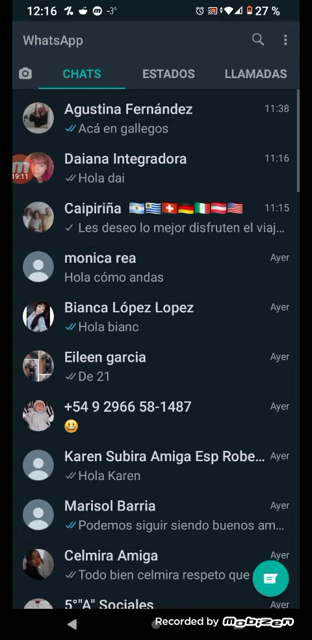 12:16 -3° 27 %
WhatsApp
CHATS ESTADOS LLAMADAS
Agustina Fernández 11:38
Acá en gallegos
Daiana Integradora 11:16
19:11
Hola dai
Caipiriña 11:15
Les deseo lo mejor disfruten el viaj...
monica rea Ayer
Hola cómo andas
Bianca López Lopez Ayer
Hola bianc
Eileen garcia Ayer
De 21
+54 9 2966 58-1487 Ayer
Karen Subira Amiga Esp Robe... Ayer
Hola Karen
Marisol Barria Ayer
Podemos siguir siendo buenos am...
Celmira Amiga Ayer
Todo bien celmira respeto que
5°"A" Sociales Ayer
Recorded by mobizen